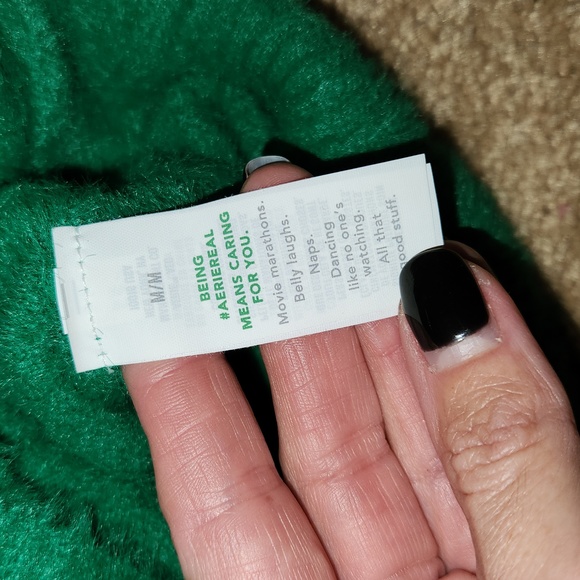 M/M
BEING
#AERIEREAL
MEANS CARING
FOR YOU.
Movie marathons.
Belly laughs.
Naps.
Dancing
like no one's
watching.
All that
good stuff.